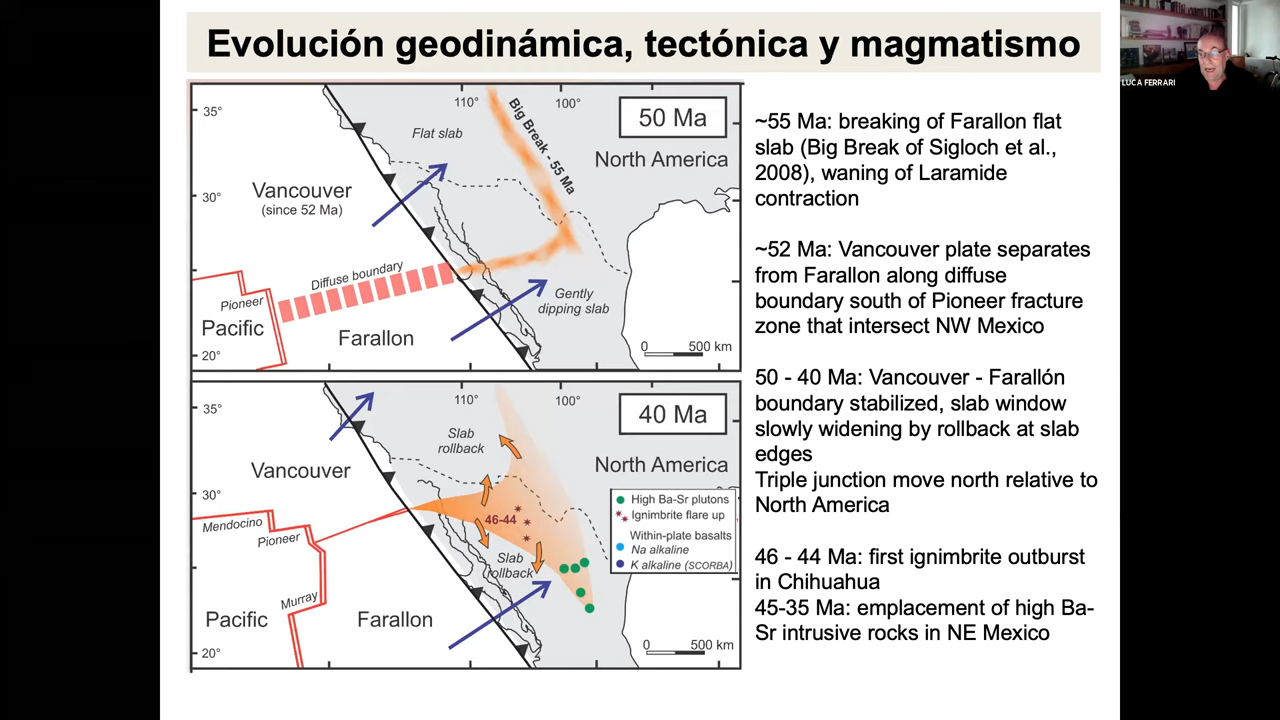 Evolución geodinámica, tectónica y magmatismo
LUCA FERRARI
35°
110°
100°
50 Ma
Flat slab
Big Break - 55 Ma
North America
Vancouver
(since 52 Ma)
30°
Diffuse boundary
Pioneer
Pacific
Farallon
Gently
dipping slab
20°
0 500 km
35°
110°
100°
40 Ma
Slab
rollback
North America
Vancouver
30°
Mendocino
Pioneer
46-44
Slab
rollback
High Ba-Sr plutons
Ignimbrite flare up
Within-plate basalts
Na alkaline
K alkaline (SCORBA)
Murray
Pacific
Farallon
20°
0 500 km
~55 Ma: breaking of Farallon flat
slab (Big Break of Sigloch et al.,
2008), waning of Laramide
contraction
~52 Ma: Vancouver plate separates
from Farallon along diffuse
boundary south of Pioneer fracture
zone that intersect NW Mexico
50 - 40 Ma: Vancouver - Farallón
boundary stabilized, slab window
slowly widening by rollback at slab
edges
Triple junction move north relative to
North America
46 - 44 Ma: first ignimbrite outburst
in Chihuahua
45-35 Ma: emplacement of high Ba-
Sr intrusive rocks in NE Mexico